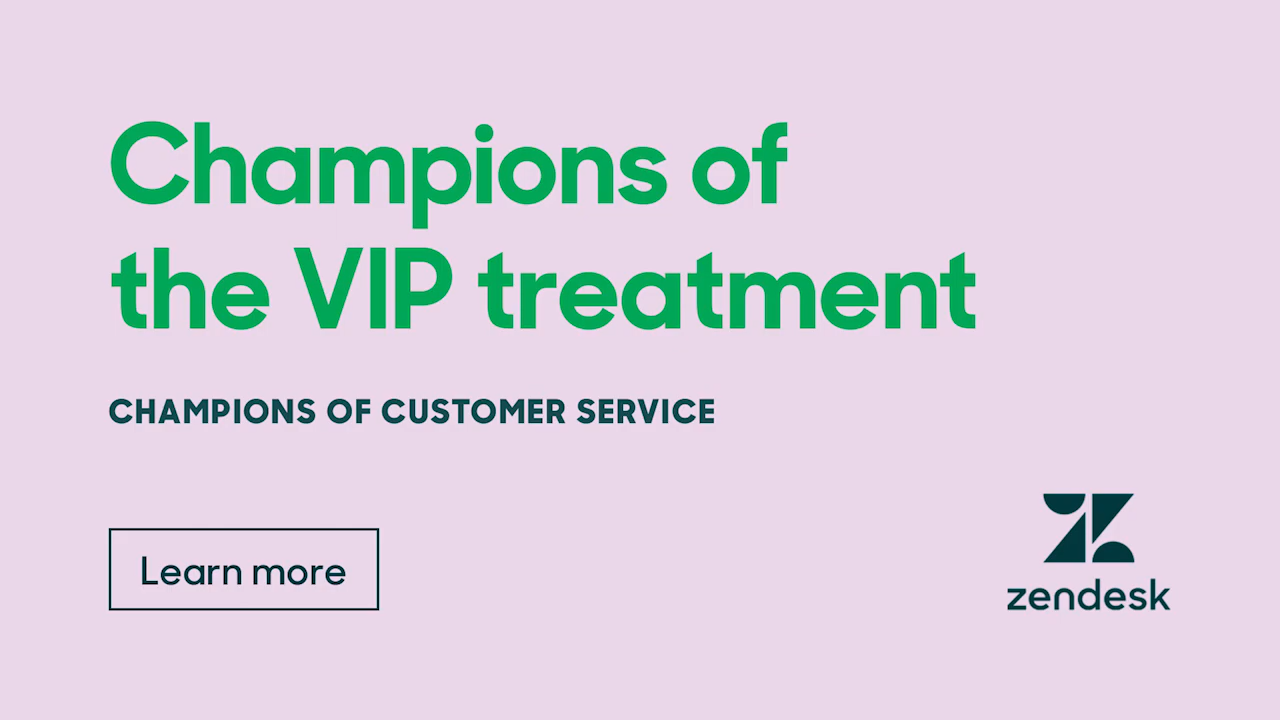 Champions of
the VIP treatment
CHAMPIONS OF CUSTOMER SERVICE
Learn more
zendesk